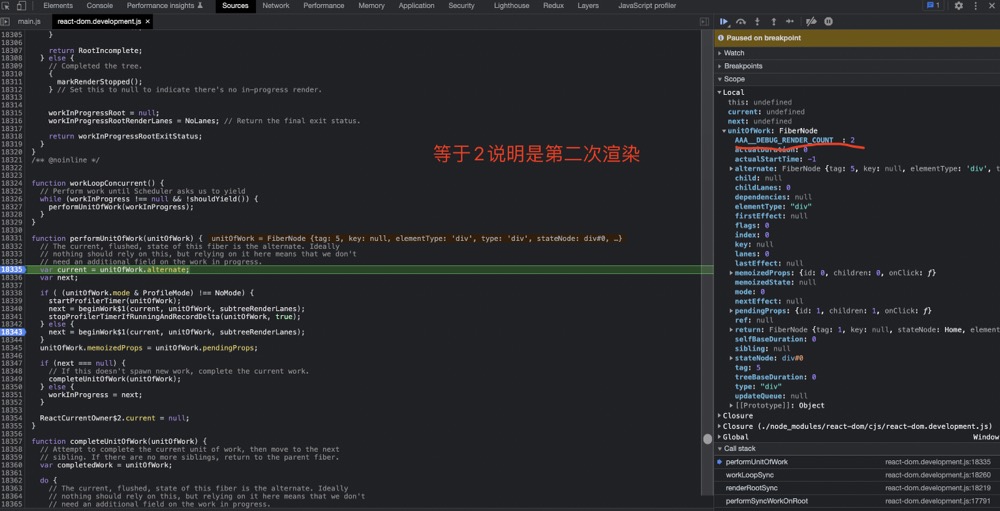 Elements Console Performance insights Sources Network Performance Memory Application Security Lighthouse Redux Layers JavaScript profiler 1
main.js react-dom.development.js ×
18305 }
18306
18307 return RootIncomplete;
18308 } else {
18309 // Completed the tree.
18310 {
18311 markRenderStopped();
18312 } // Set this to null to indicate there's no in-progress render.
18313
18314
18315 workInProgressRoot = null;
18316 workInProgressRootRenderLanes = NoLanes; // Return the final exit status.
18317
18318 return workInProgressRootExitStatus;
18319 }
18320 }
18321 /** @noinline */
18322
18323
18324 function workLoopConcurrent() {
18325 // Perform work until Scheduler asks us to yield
18326 while (workInProgress !== null && !shouldYield()) {
18327 performUnitOfWork(workInProgress);
18328 }
18329 }
18330
18331 function performUnitOfWork(unitOfWork) { unitOfWork = FiberNode {tag: 5, key: null, elementType: 'div', type: 'div', stateNode: div#0, …}
18332 // The current, flushed, state of this fiber is the alternate. Ideally
18333 // nothing should rely on this, but relying on it here means that we don't
18334 // need an additional field on the work in progress.
18335 var current = unitOfWork.alternate;
18336 var next;
18337
18338 if ( (unitOfWork.mode & ProfileMode) !== NoMode) {
18339 startProfilerTimer(unitOfWork);
18340 next = beginWork$1(current, unitOfWork, subtreeRenderLanes);
18341 stopProfilerTimerIfRunningAndRecordDelta(unitOfWork, true);
18342 } else {
18343 next = beginWork$1(current, unitOfWork, subtreeRenderLanes);
18344 }
18345 unitOfWork.memoizedProps = unitOfWork.pendingProps;
18346
18347 if (next === null) {
18348 // If this doesn't spawn new work, complete the current work.
18349 completeUnitOfWork(unitOfWork);
18350 } else {
18351 workInProgress = next;
18352 }
18353
18354 ReactCurrentOwner$2.current = null;
18355 }
18356
18357 function completeUnitOfWork(unitOfWork) {
18358 // Attempt to complete the current unit of work, then move to the next
18359 // sibling. If there are no more siblings, return to the parent fiber.
18360 var completedWork = unitOfWork;
18361
18362 do {
18363 // The current, flushed, state of this fiber is the alternate. Ideally
18364 // nothing should rely on this, but relying on it here means that we don't
18365 // need an additional field on the work in progress.
等于2说明是第二次渲染
Paused on breakpoint
Watch
Breakpoints
Scope
Local
this: undefined
current: undefined
next: undefined
unitOfWork: FiberNode
AAA__DEBUG_RENDER_COUNT__: 2
actualDuration: 0
actualStartTime: -1
alternate: FiberNode {tag: 5, key: null, elementType: 'div', t
child: null
childLanes: 0
dependencies: null
elementType: "div"
firstEffect: null
flags: 0
index: 0
key: null
lanes: 0
lastEffect: null
memoizedProps: {id: 0, children: 0, onClick: ƒ}
memoizedState: null
mode: 0
nextEffect: null
pendingProps: {id: 1, children: 1, onClick: ƒ}
ref: null
return: FiberNode {tag: 1, key: null, stateNode: Home, element
selfBaseDuration: 0
sibling: null
stateNode: div#0
tag: 5
treeBaseDuration: 0
type: "div"
updateQueue: null
[[Prototype]]: Object
Closure
Closure (./node_modules/react-dom/cjs/react-dom.development.js)
Global Window
Call stack
performUnitOfWork react-dom.development.js:18335
workLoopSync react-dom.development.js:18260
renderRootSync react-dom.development.js:18219
performSyncWorkOnRoot react-dom.development.js:17791